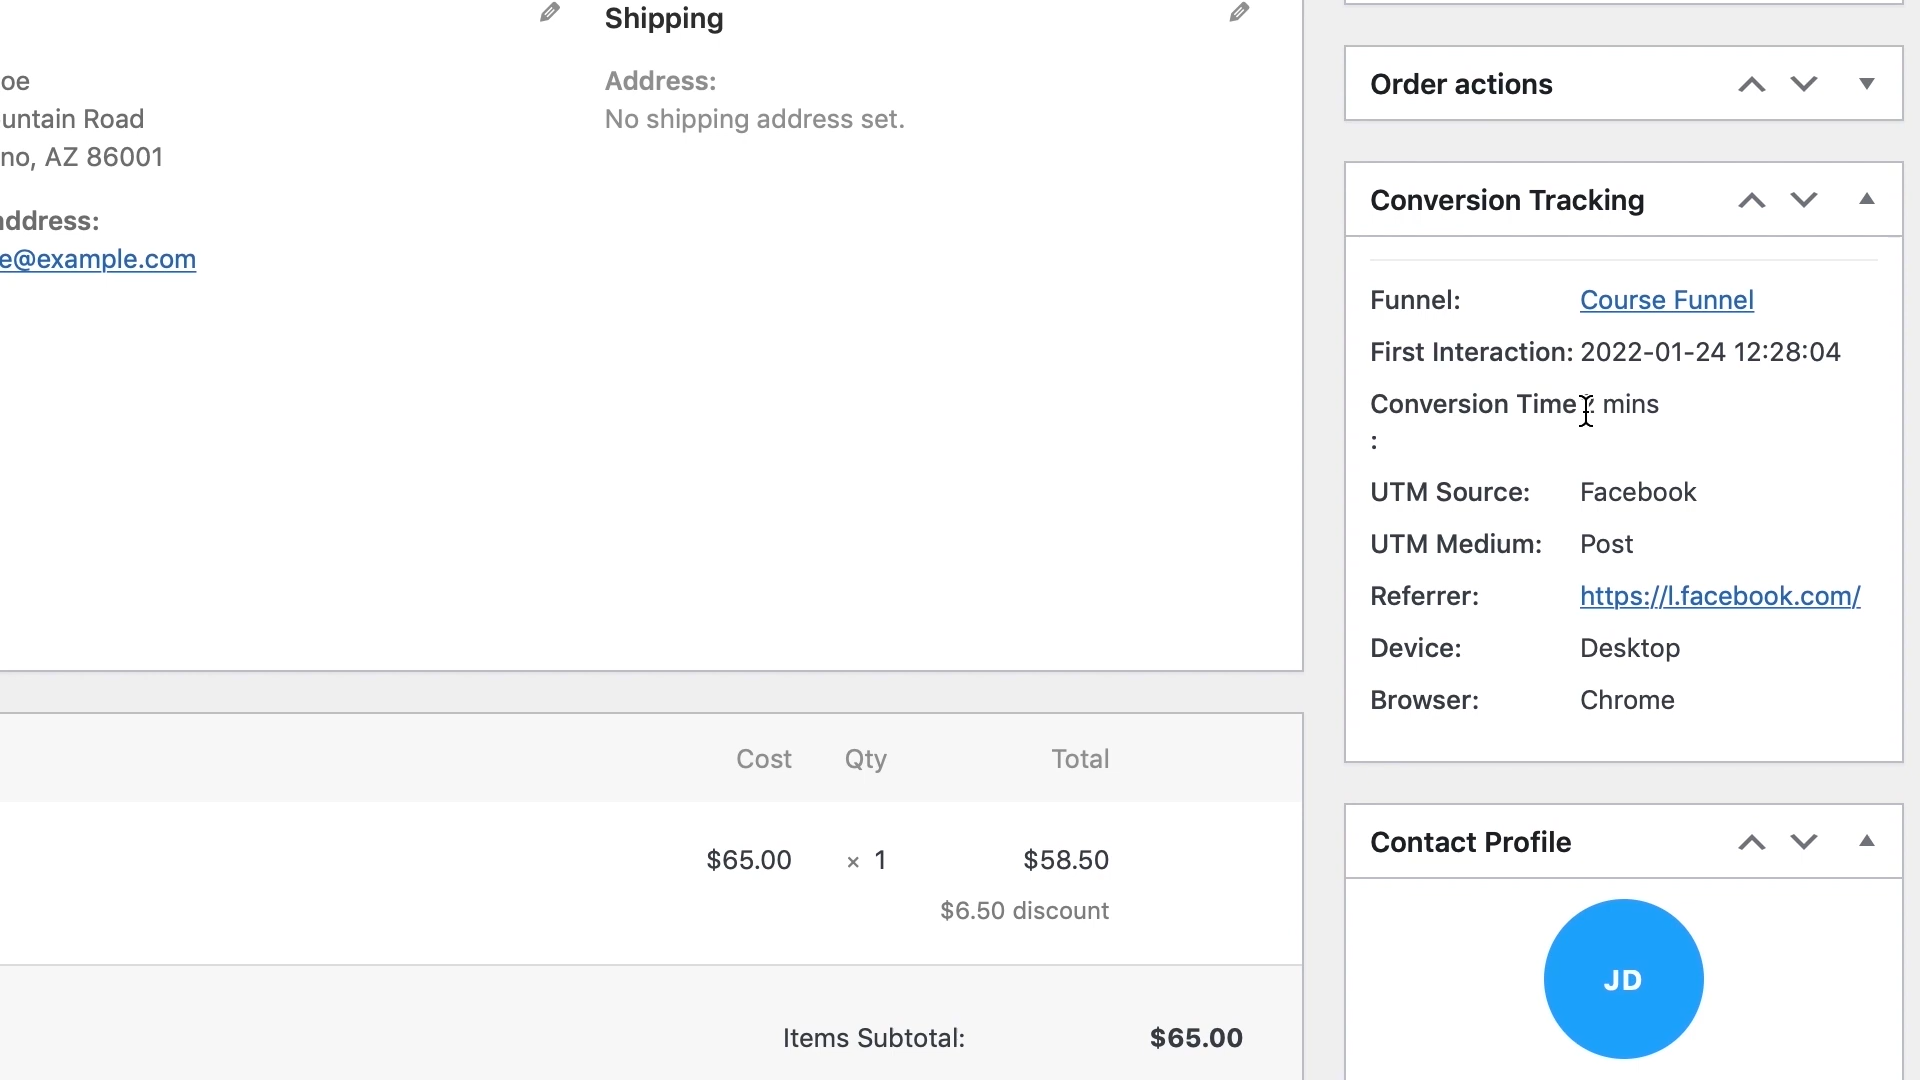 Shipping
oe
untain Road
no, AZ 86001
address:
e@example.com
Address:
No shipping address set.
Order actions
Conversion Tracking
Funnel: Course Funnel
First Interaction: 2022-01-24 12:28:04
Conversion Time mins
:
UTM Source: Facebook
UTM Medium: Post
Referrer: https://l.facebook.com/
Device: Desktop
Browser: Chrome
Cost Qty Total
$65.00 × 1 $58.50
$6.50 discount
Items Subtotal: $65.00
Contact Profile
JD